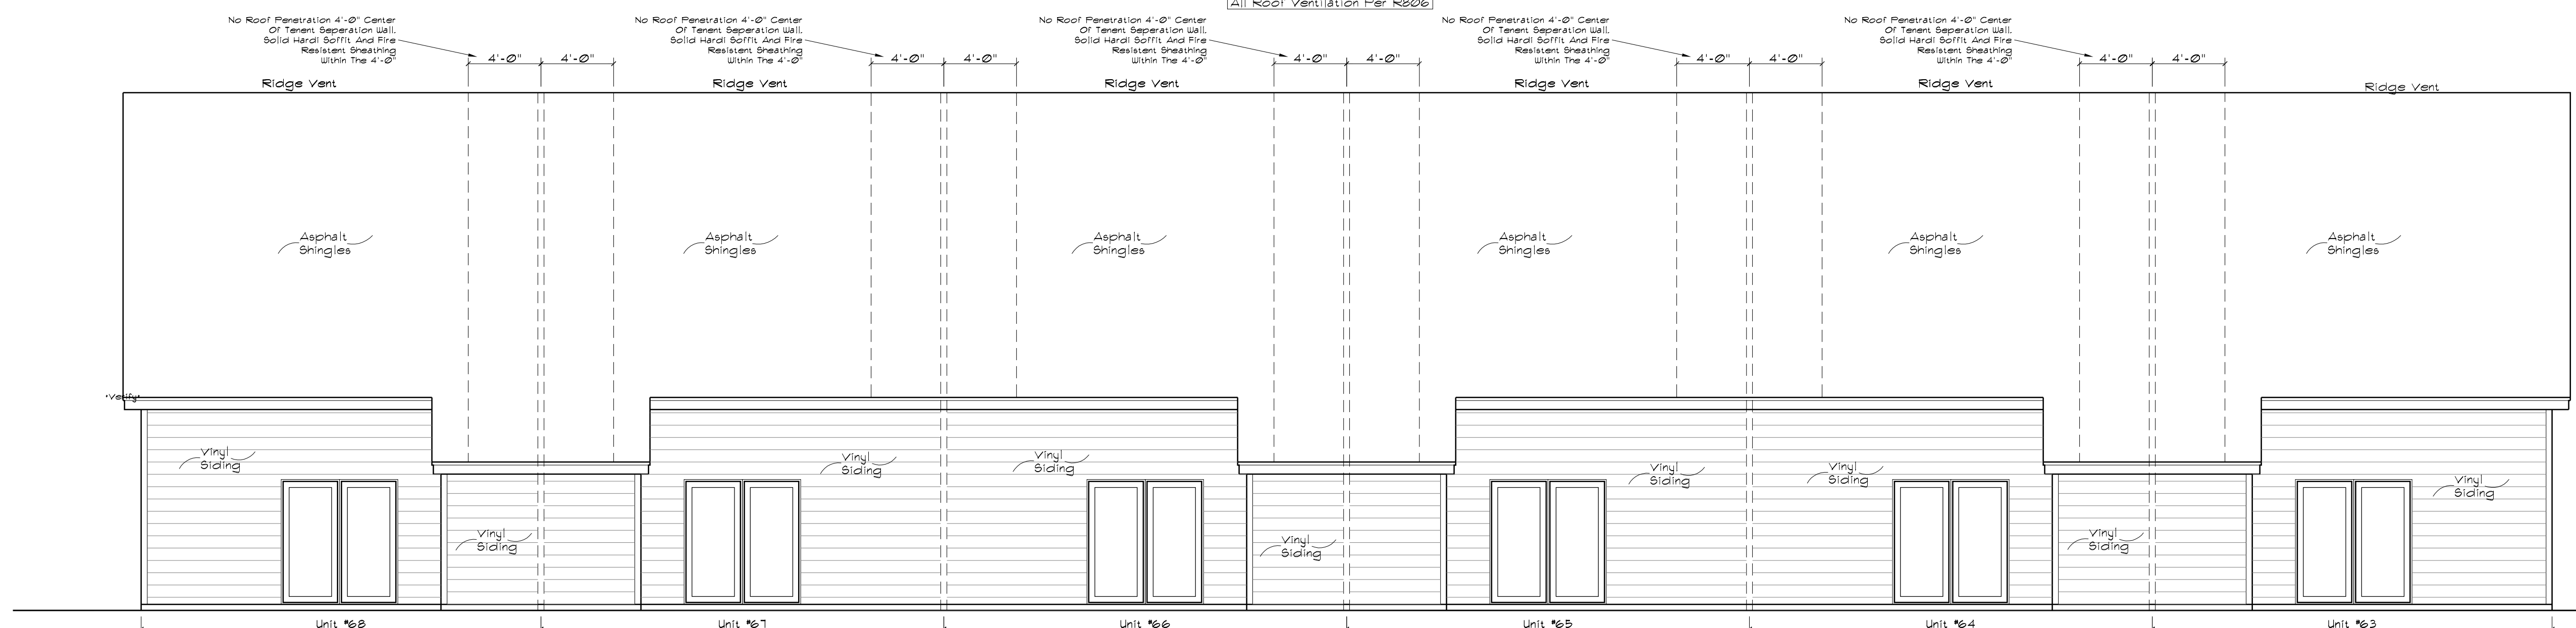 All Roof Ventilation Per R806
No Roof Penetration 4'-0" Center
Of Tenent Seperation Wall.
Solid Hardi Soffit And Fire
Resistent Sheathing
Within The 4'-0"
No Roof Penetration 4'-0" Center
Of Tenent Seperation Wall.
Solid Hardi Soffit And Fire
Resistent Sheathing
Within The 4'-0"
No Roof Penetration 4'-0" Center
Of Tenent Seperation Wall.
Solid Hardi Soffit And Fire
Resistent Sheathing
Within The 4'-0"
No Roof Penetration 4'-0" Center
Of Tenent Seperation Wall.
Solid Hardi Soffit And Fire
Resistent Sheathing
Within The 4'-0"
No Roof Penetration 4'-0" Center
Of Tenent Seperation Wall.
Solid Hardi Soffit And Fire
Resistent Sheathing
Within The 4'-0"
4'-0" 4'-0" 4'-0" 4'-0" 4'-0" 4'-0" 4'-0" 4'-0" 4'-0" 4'-0"
Ridge Vent Ridge Vent Ridge Vent Ridge Vent Ridge Vent Ridge Vent
Asphalt
Shingles
Asphalt
Shingles
Asphalt
Shingles
Asphalt
Shingles
Asphalt
Shingles
Asphalt
Shingles
*Verify*
Vinyl
Siding
Vinyl
Siding
Vinyl
Siding
Vinyl
Siding
Vinyl
Siding
Vinyl
Siding
Vinyl
Siding
Vinyl
Siding
Vinyl
Siding
Unit #68 Unit #67 Unit #66 Unit #65 Unit #64 Unit #63